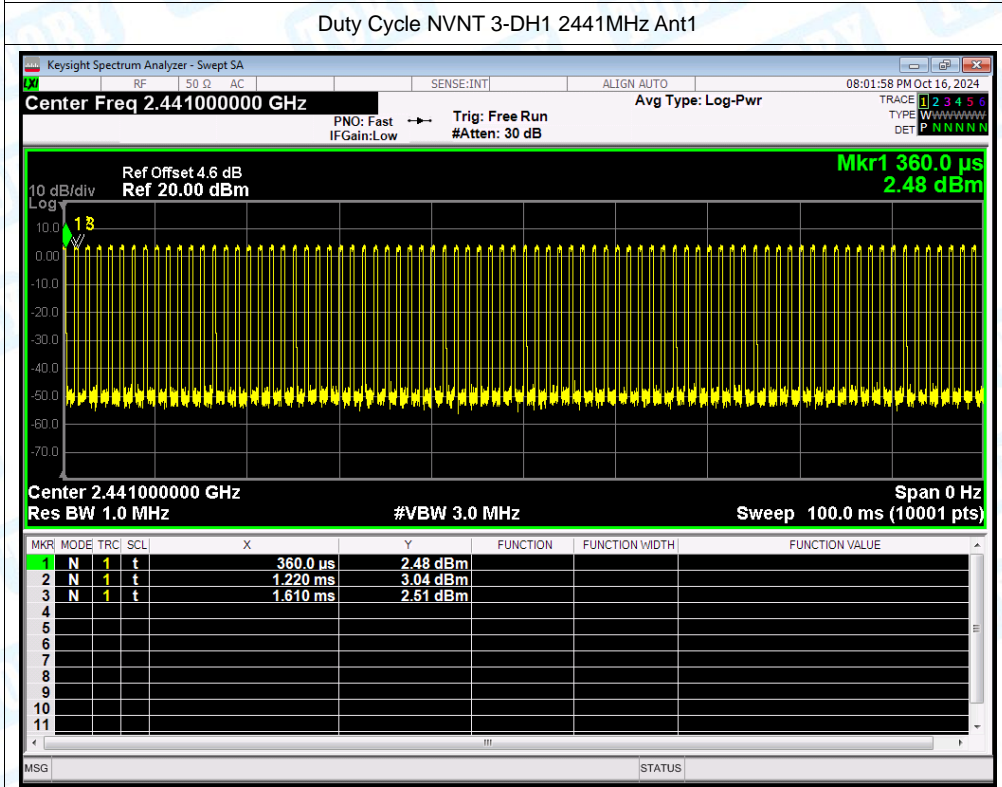 Duty Cycle NVNT 3-DH1 2441MHz Ant1
Keysight Spectrum Analyzer - Swept SA
LXI RF 50 Ω AC SENSE:INT ALIGN AUTO 08:01:58 PM Oct 16, 2024
Center Freq 2.441000000 GHz Avg Type: Log-Pwr TRACE 1 2 3 4 5 6
PNO: Fast Trig: Free Run TYPE WWWWWW
IFGain:Low #Atten: 30 dB DET P N N N N N
Mkr1 360.0 µs
Ref Offset 4.6 dB
10 dB/div Ref 20.00 dBm 2.48 dBm
Log
10.0
0.00
-10.0
-20.0
-30.0
-40.0
-50.0
-60.0
-70.0
Center 2.441000000 GHz Span 0 Hz
Res BW 1.0 MHz #VBW 3.0 MHz Sweep 100.0 ms (10001 pts)
MKR MODE TRC SCL X Y FUNCTION FUNCTION WIDTH FUNCTION VALUE
1 N 1 t 360.0 µs 2.48 dBm
2 N 1 t 1.220 ms 3.04 dBm
3 N 1 t 1.610 ms 2.51 dBm
4
5
6
7
8
9
10
11
MSG STATUS